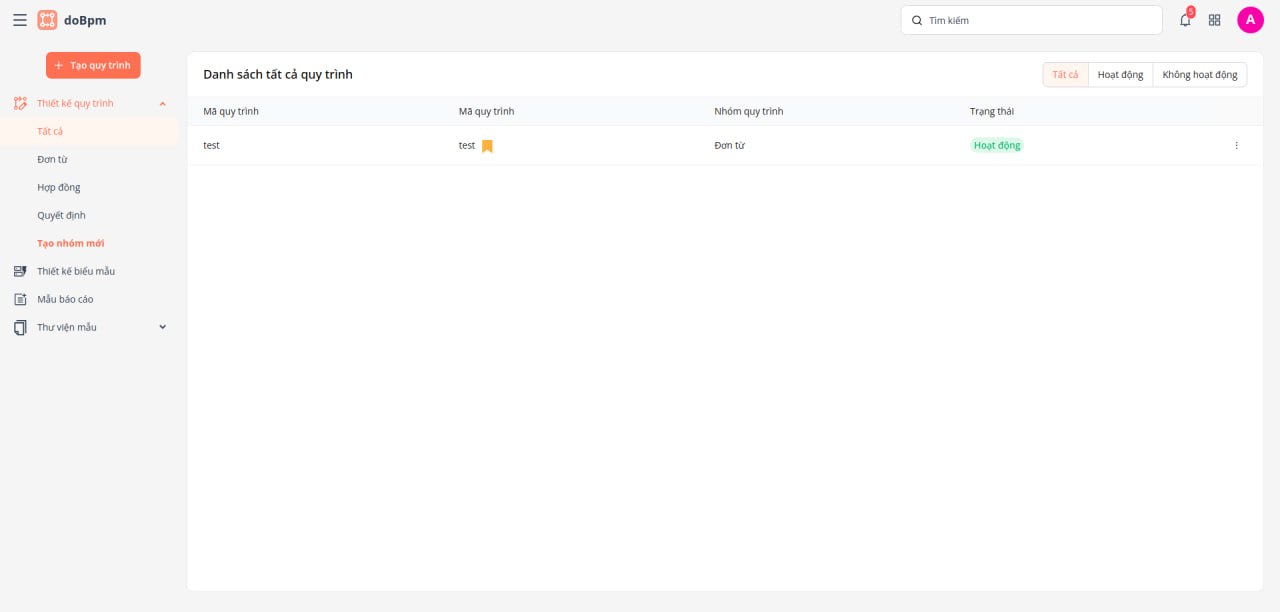 doBpm
Tìm kiếm
5
A
Tạo quy trình
Thiết kế quy trình
Tất cả
Đơn từ
Hợp đồng
Quyết định
Tạo nhóm mới
Thiết kế biểu mẫu
Mẫu báo cáo
Thư viện mẫu
Danh sách tất cả quy trình
Tất cả Hoạt động Không hoạt động
Mã quy trình Mã quy trình Nhóm quy trình Trạng thái
test test Đơn từ Hoạt động